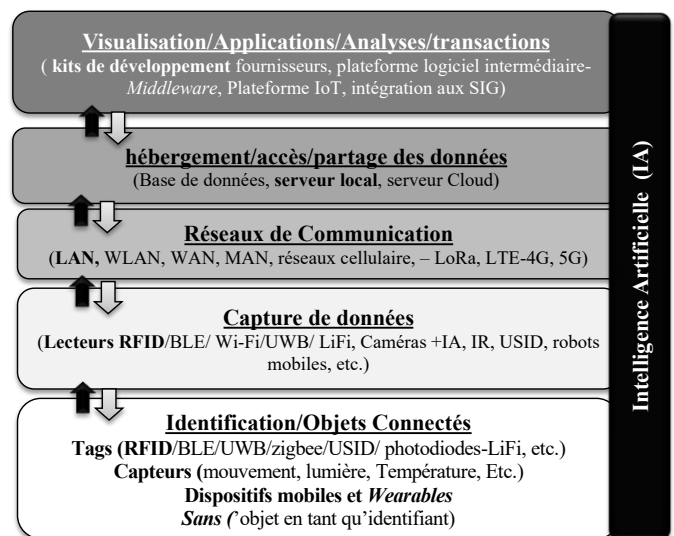 Visualisation/Applications/Analyses/transactions
( kits de développement fournisseurs, plateforme logiciel intermédiaire-
Middleware, Plateforme IoT, intégration aux SIG)
hébergement/accès/partage des données
(Base de données, serveur local, serveur Cloud)
Réseaux de Communication
(LAN, WLAN, WAN, MAN, réseaux cellulaire, – LoRa, LTE-4G, 5G)
Capture de données
(Lecteurs RFID/BLE/ Wi-Fi/UWB/ LiFi, Caméras +IA, IR, USID, robots
mobiles, etc.)
Identification/Objets Connectés
Tags (RFID/BLE/UWB/zigbee/USID/ photodiodes-LiFi, etc.)
Capteurs (mouvement, lumière, Température, Etc.)
Dispositifs mobiles et Wearables
Sans (’objet en tant qu’identifiant)
Intelligence Artificielle (IA)